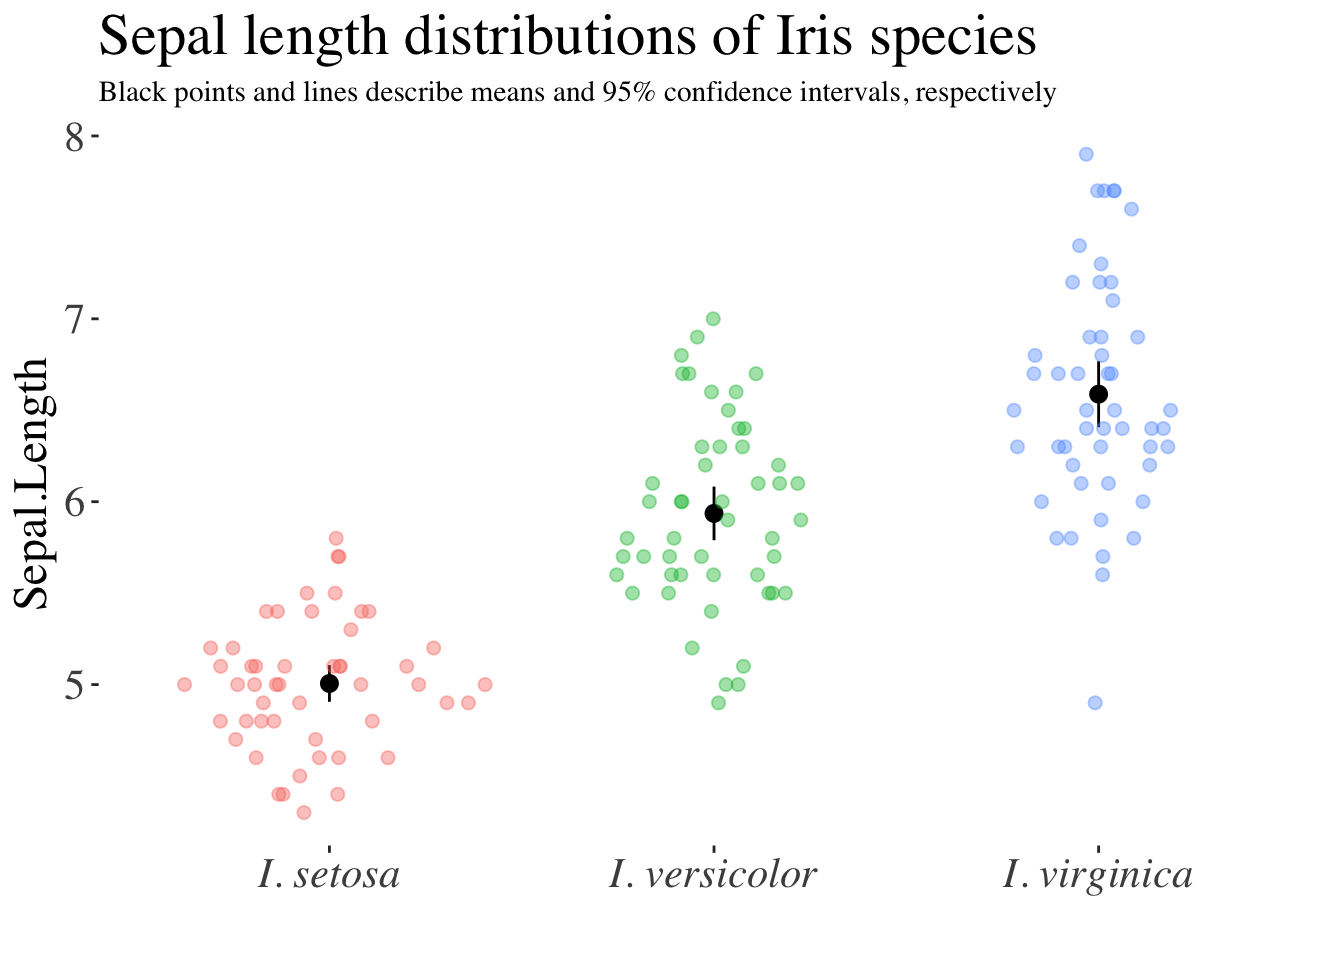 Sepal length distributions of Iris species
Black points and lines describe means and 95% confidence intervals, respectively
8
7
6
5
Sepal.Length
I. setosa
I. versicolor
I. virginica